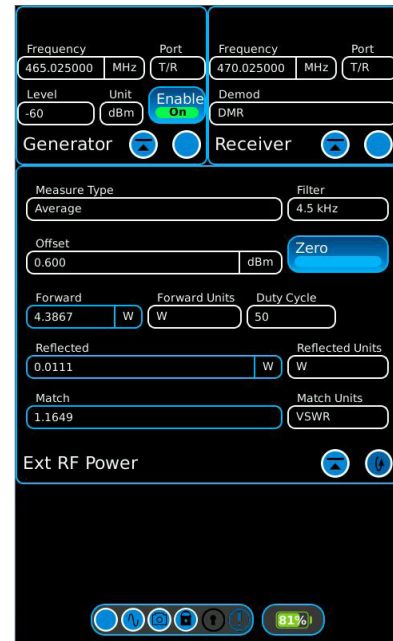 Frequency Port Frequency Port
465.025000 MHz T/R 470.025000 MHz T/R
Level Unit Enable Demod
-60 dBm On DMR
Generator Receiver
Measure Type Filter
Average 4.5 kHz
Offset Zero
0.600 dBm
Forward Forward Units Duty Cycle
4.3867 W W 50
Reflected Reflected Units
0.0111 W W
Match Match Units
1.1649 VSWR
Ext RF Power
81%